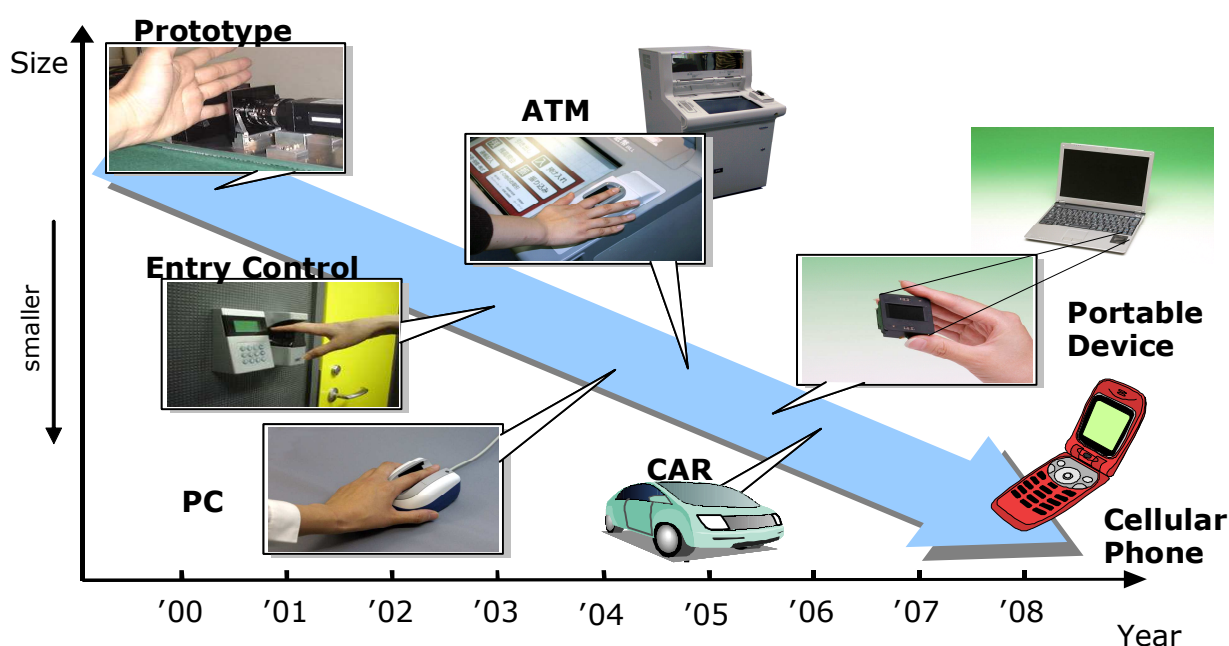 Prototype
Size
ATM
Entry Control
smaller
Portable
Device
PC
CAR
Cellular
Phone
’00
’01
’02
’03
’04
’05
’06
’07
’08
Year